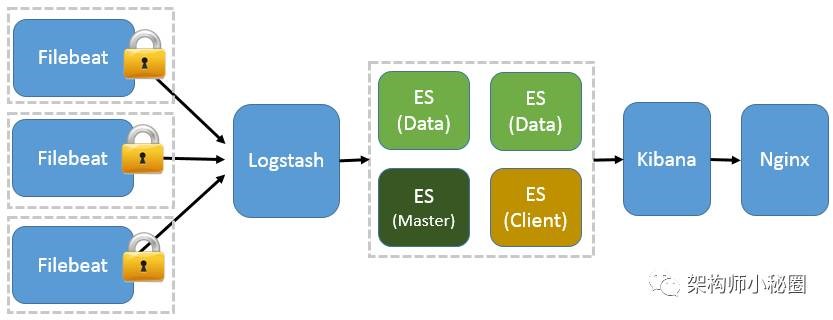 Filebeat
Filebeat
Filebeat
Logstash
ES
(Data)
ES
(Data)
ES
(Master)
ES
(Client)
Kibana
Nginx
架构师小秘圈